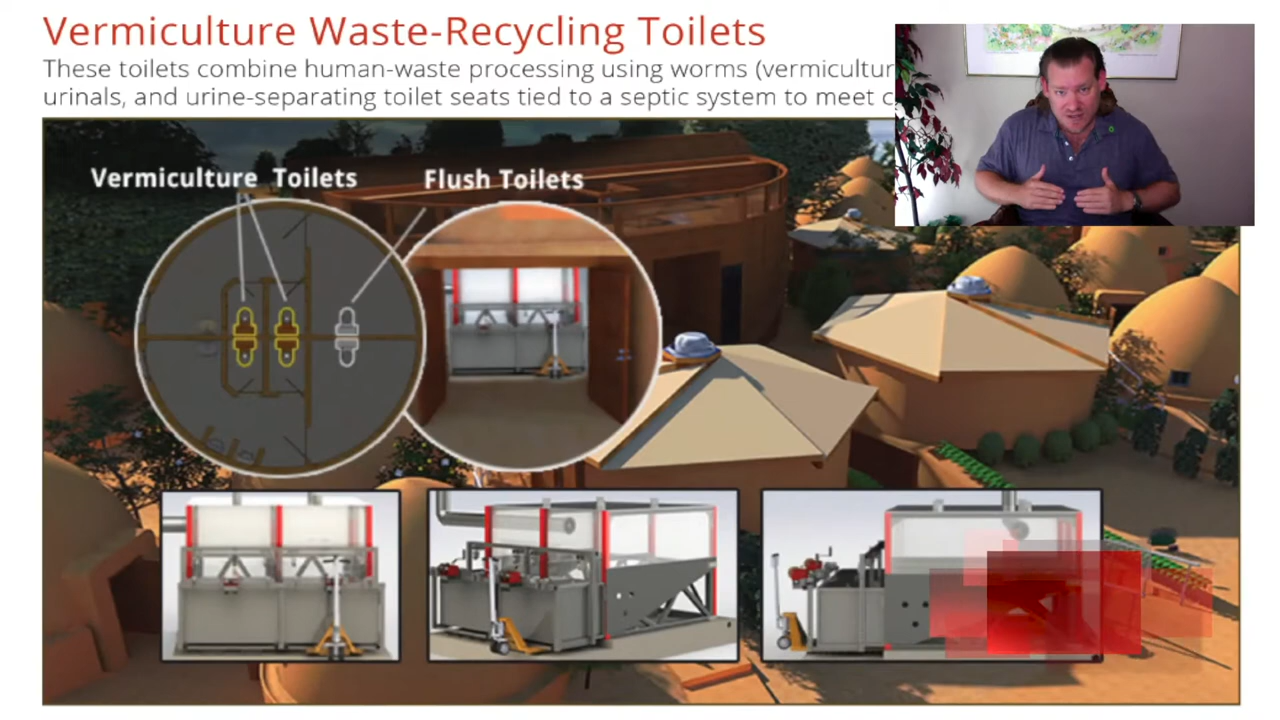 Vermiculture Waste-Recycling Toilets
These toilets combine human-waste processing using worms
urinals, and urine-separating toilet seats tied to a septic system to meet
Vermiculture Toilets
Flush Toilets